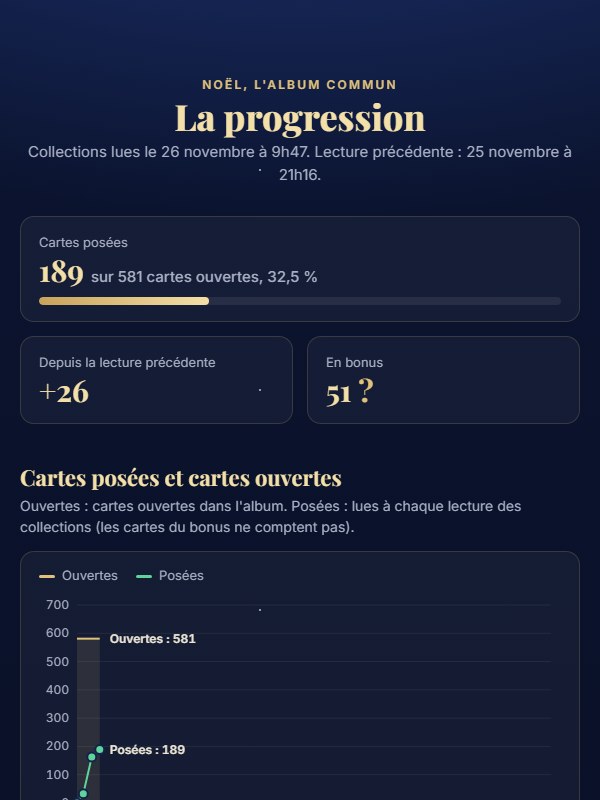 NOËL, L'ALBUM COMMUN
La progression
Collections lues le 26 novembre à 9h47. Lecture précédente : 25 novembre à
21h16.
Cartes posées
189 sur 581 cartes ouvertes, 32,5 %
Depuis la lecture précédente
+26
En bonus
51 ?
Cartes posées et cartes ouvertes
Ouvertes : cartes ouvertes dans l'album. Posées : lues à chaque lecture des
collections (les cartes du bonus ne comptent pas).
Ouvertes
Posées
700
600
Ouvertes : 581
500
400
300
200
Posées : 189
100